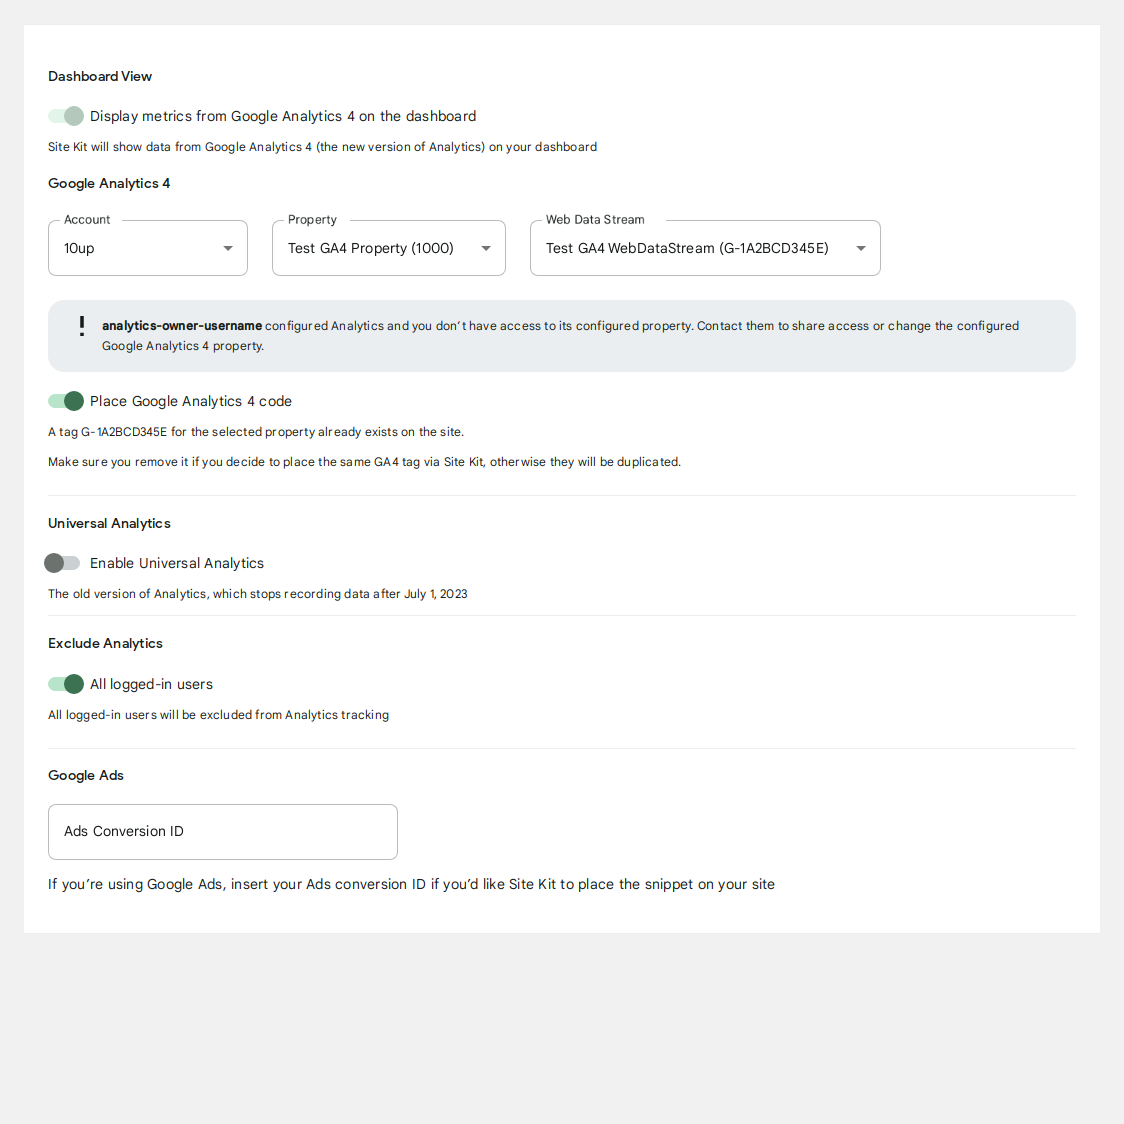 Dashboard View
Display metrics from Google Analytics 4 on the dashboard
Site Kit will show data from Google Analytics 4 (the new version of Analytics) on your dashboard
Google Analytics 4
Account Property Web Data Stream
10up Test GA4 Property (1000) Test GA4 WebDataStream (G-1A2BCD345E)
! analytics-owner-username configured Analytics and you don’t have access to its configured property. Contact them to share access or change the configured
Google Analytics 4 property.
Place Google Analytics 4 code
A tag G-1A2BCD345E for the selected property already exists on the site.
Make sure you remove it if you decide to place the same GA4 tag via Site Kit, otherwise they will be duplicated.
Universal Analytics
Enable Universal Analytics
The old version of Analytics, which stops recording data after July 1, 2023
Exclude Analytics
All logged-in users
All logged-in users will be excluded from Analytics tracking
Google Ads
Ads Conversion ID
If you’re using Google Ads, insert your Ads conversion ID if you’d like Site Kit to place the snippet on your site